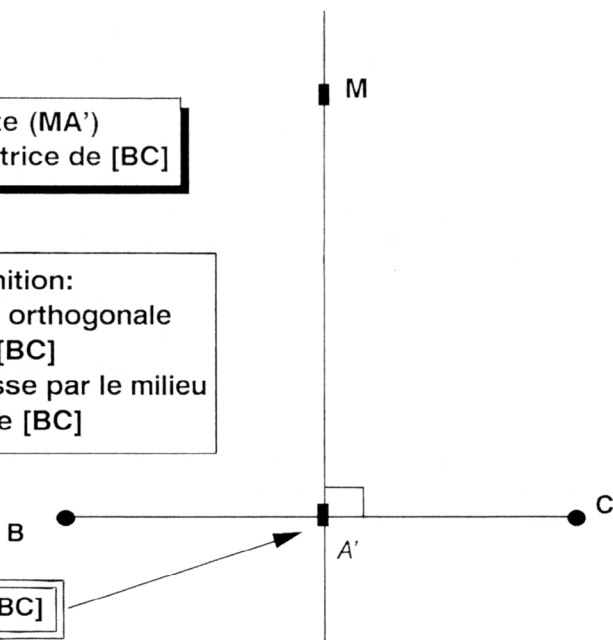 M
te (MA')
trice de [BC]
nition:
orthogonale
[BC]
sse par le milieu
e [BC]
C
B
A'
BC]